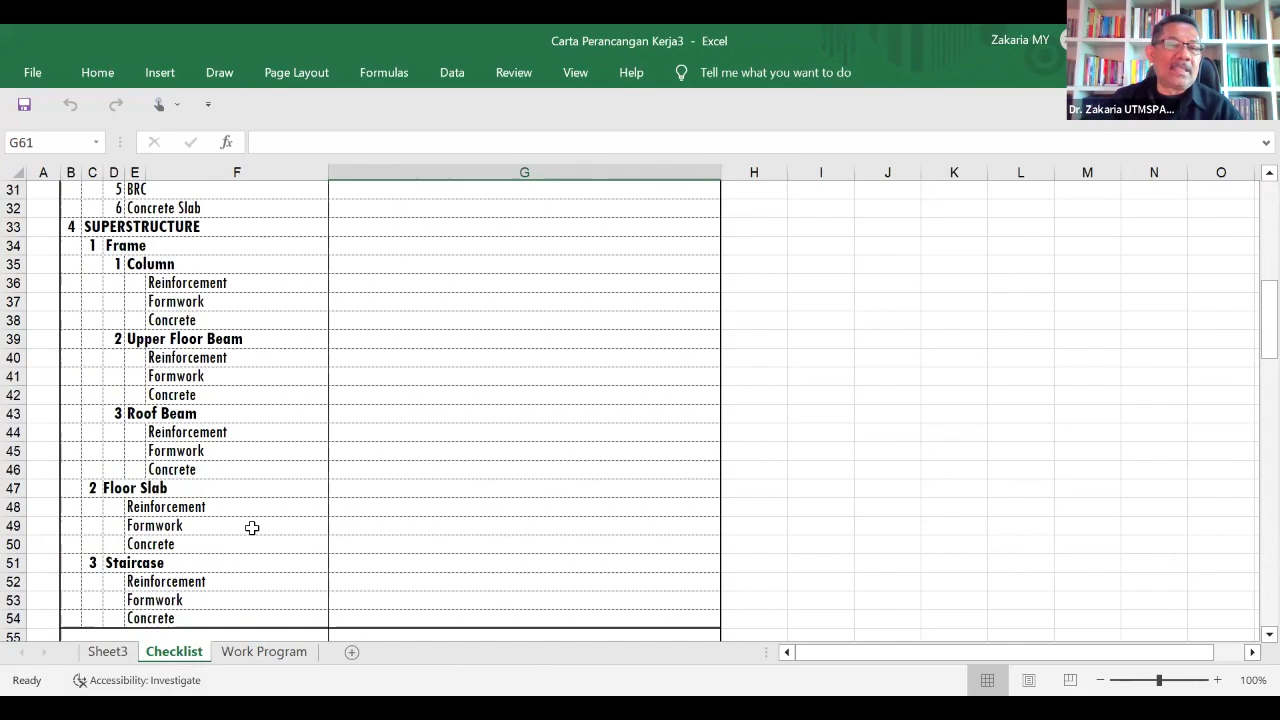 Carta Perancangan Kerja3 - Excel
Zakaria MY
Dr. Zakaria UTMSPA...
File Home Insert Draw Page Layout Formulas Data Review View Help Tell me what you want to do
G61
fx
A B C D E F G H I J K L M N O
31 5 BRC
32 6 Concrete Slab
33 4 SUPERSTRUCTURE
34 1 Frame
35 1 Column
36 Reinforcement
37 Formwork
38 Concrete
39 2 Upper Floor Beam
40 Reinforcement
41 Formwork
42 Concrete
43 3 Roof Beam
44 Reinforcement
45 Formwork
46 Concrete
47 2 Floor Slab
48 Reinforcement
49 Formwork
50 Concrete
51 3 Staircase
52 Reinforcement
53 Formwork
54 Concrete
55
Sheet3 Checklist Work Program
Ready Accessibility: Investigate 100%